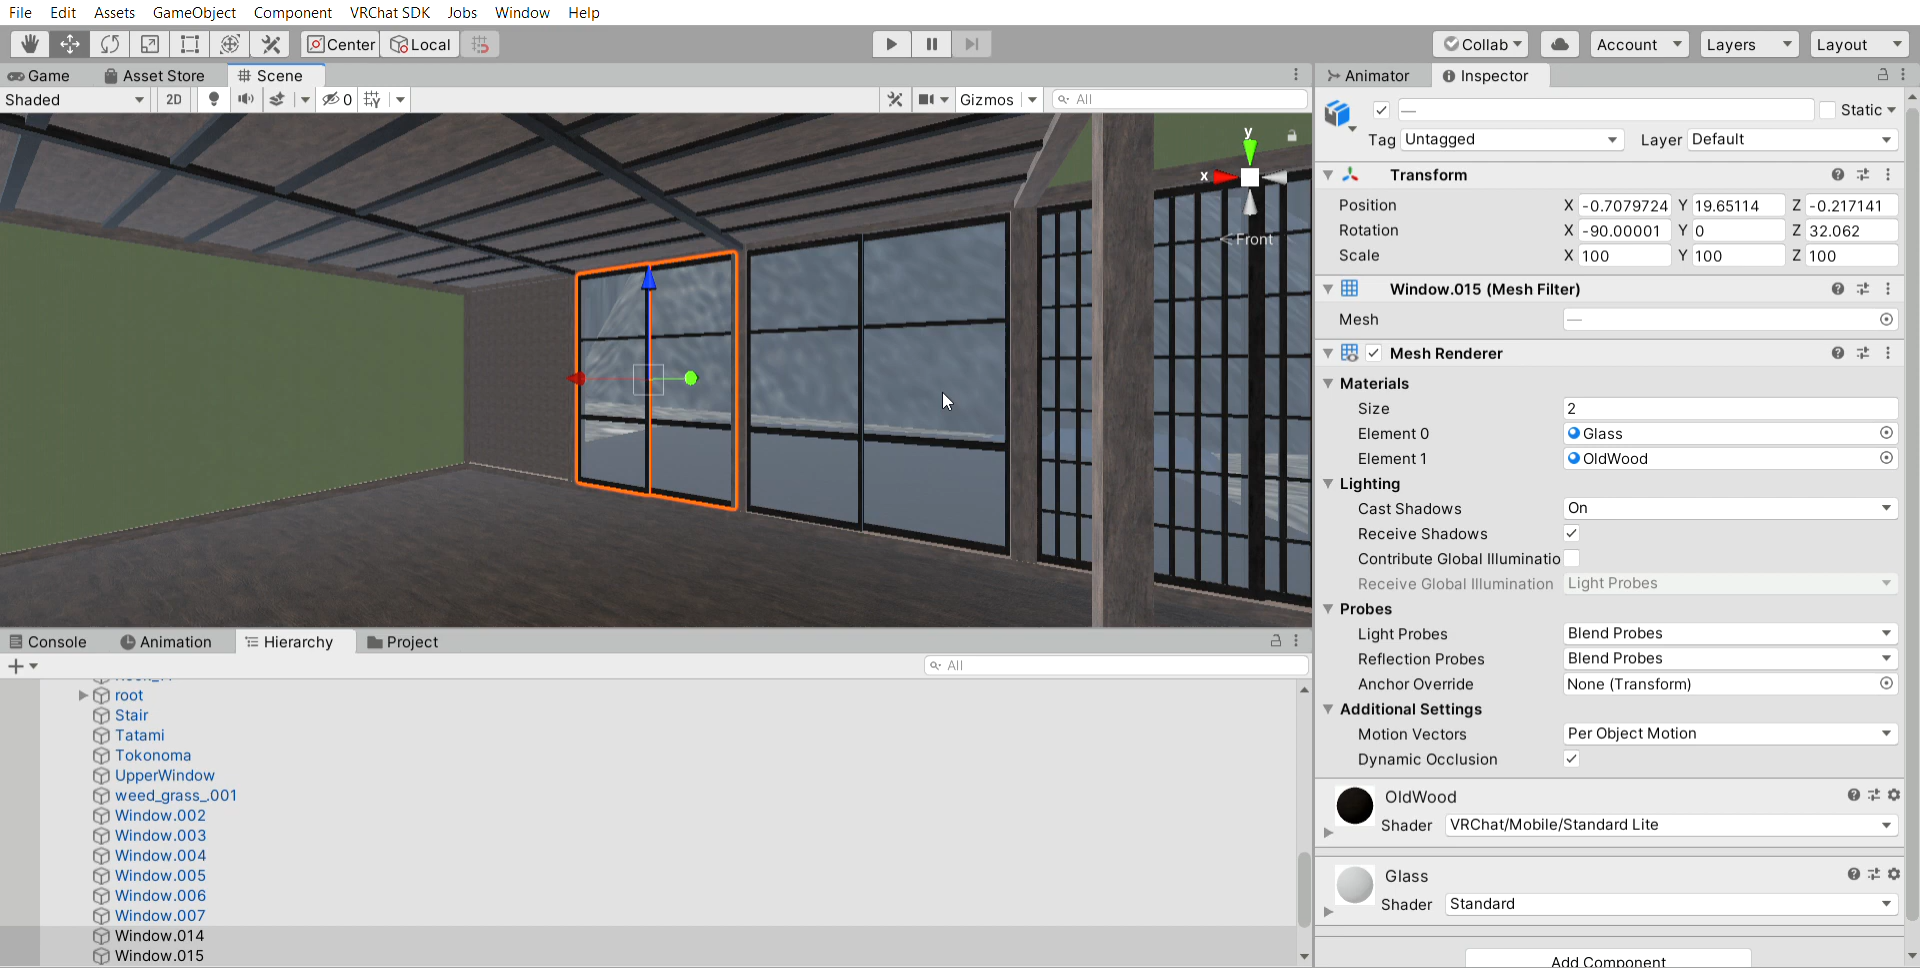 File Edit Assets GameObject Component VRChat SDK Jobs Window Help
Center Local Collab Account Layers Layout
Game Asset Store Scene
Shaded 2D 0 Gizmos All
y
x
Front
Console Animation Hierarchy Project
All
root
Stair
Tatami
Tokonoma
UpperWindow
weed_grass_.001
Window.002
Window.003
Window.004
Window.005
Window.006
Window.007
Window.014
Window.015
Animator Inspector
— Static
Tag Untagged Layer Default
Transform
Position X -0.7079724 Y 19.65114 Z -0.217141
Rotation X -90.00001 Y 0 Z 32.062
Scale X 100 Y 100 Z 100
Window.015 (Mesh Filter)
Mesh —
Mesh Renderer
Materials
Size 2
Element 0 Glass
Element 1 OldWood
Lighting
Cast Shadows On
Receive Shadows
Contribute Global Illuminatio
Receive Global Illumination Light Probes
Probes
Light Probes Blend Probes
Reflection Probes Blend Probes
Anchor Override None (Transform)
Additional Settings
Motion Vectors Per Object Motion
Dynamic Occlusion
OldWood
Shader VRChat/Mobile/Standard Lite
Glass
Shader Standard
Add Component